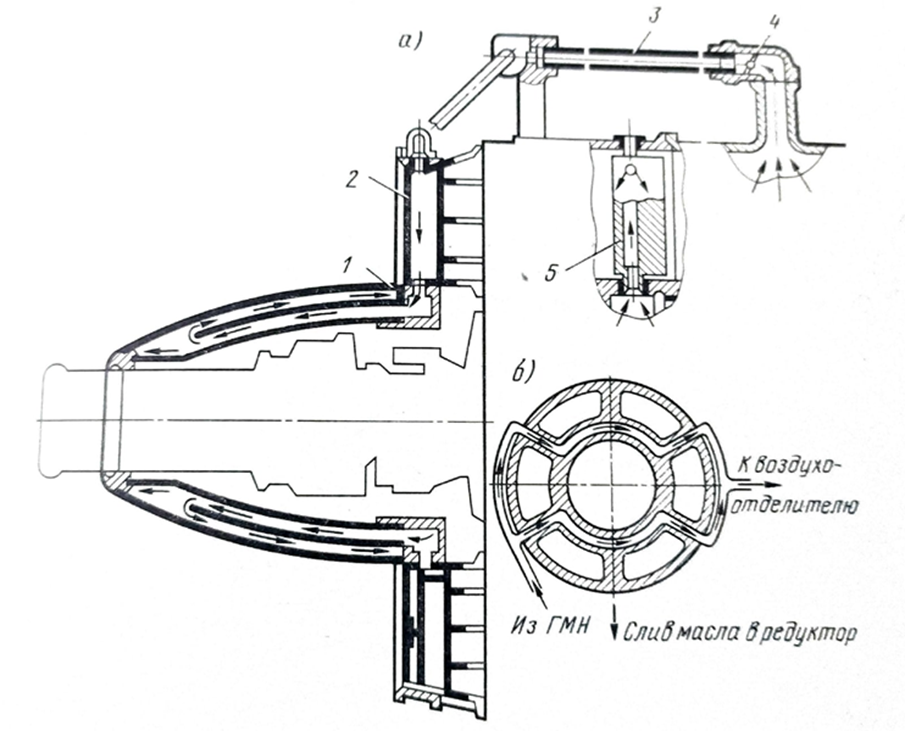 а)
3
4
2
1
5
в)
К воздухо-
отделителю
Из ГМН
Слив масла в редуктор